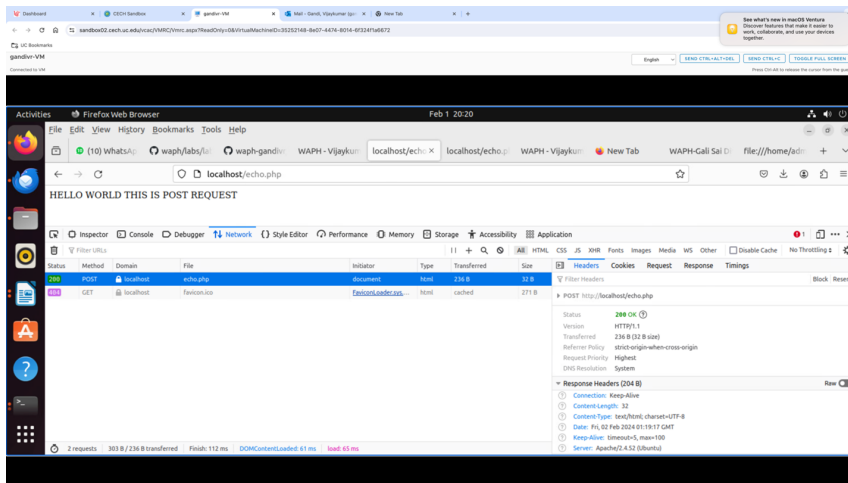 Dashboard CECH Sandbox gandivr-VM Mail - Gandi, Vijaykumar (ga New Tab
sandbox02.cech.uc.edu/vcac/VMRC/Vmrc.aspx?ReadOnly=0&VirtualMachineID=
UC Bookmarks
See what's new in macOS Ventura
Discover features that make it easier to
work, collaborate, and use your devices
together.
gandivr-VM
English SEND CTRL+ALT+DEL SEND CTRL+C TOGGLE FULL SCREEN
Connected to VM
Press Ctrl-Alt to release the cursor from the
Activities Firefox Web Browser Feb 1 20:20
File Edit View History Bookmarks Tools Help
(10) WhatsAp waph/labs/la waph-gandivr WAPH - Vijaykum localhost/echo localhost/echo.p WAPH - Vijaykum New Tab WAPH-Gali Sai D file:///home/adm
localhost/echo.php
HELLO WORLD THIS IS POST REQUEST
Inspector Console Debugger Network Style Editor Performance Memory Storage Accessibility Application 1
Filter URLs All HTML CSS JS XHR Fonts Images Media WS Other Disable Cache No Throttling
Status Method Domain File Initiator Type Transferred Size Headers Cookies Request Response Timings
200 POST localhost echo.php document html 236 B 32 B Filter Headers Block Rese
404 GET localhost favicon.ico FaviconLoader.sys... html cached 271 B POST http://localhost/echo.php
Status 200 OK
Version HTTP/1.1
Transferred 236 B (32 B size)
Referrer Policy strict-origin-when-cross-origin
Request Priority Highest
DNS Resolution System
Response Headers (204 B) Raw
Connection: Keep-Alive
Content-Length: 32
Content-Type: text/html; charset=UTF-8
Date: Fri, 02 Feb 2024 01:19:17 GMT
Keep-Alive: timeout=5, max=100
Server: Apache/2.4.52 (Ubuntu)
2 requests 303 B / 236 B transferred Finish: 112 ms DOMContentLoaded: 61 ms load: 65 ms